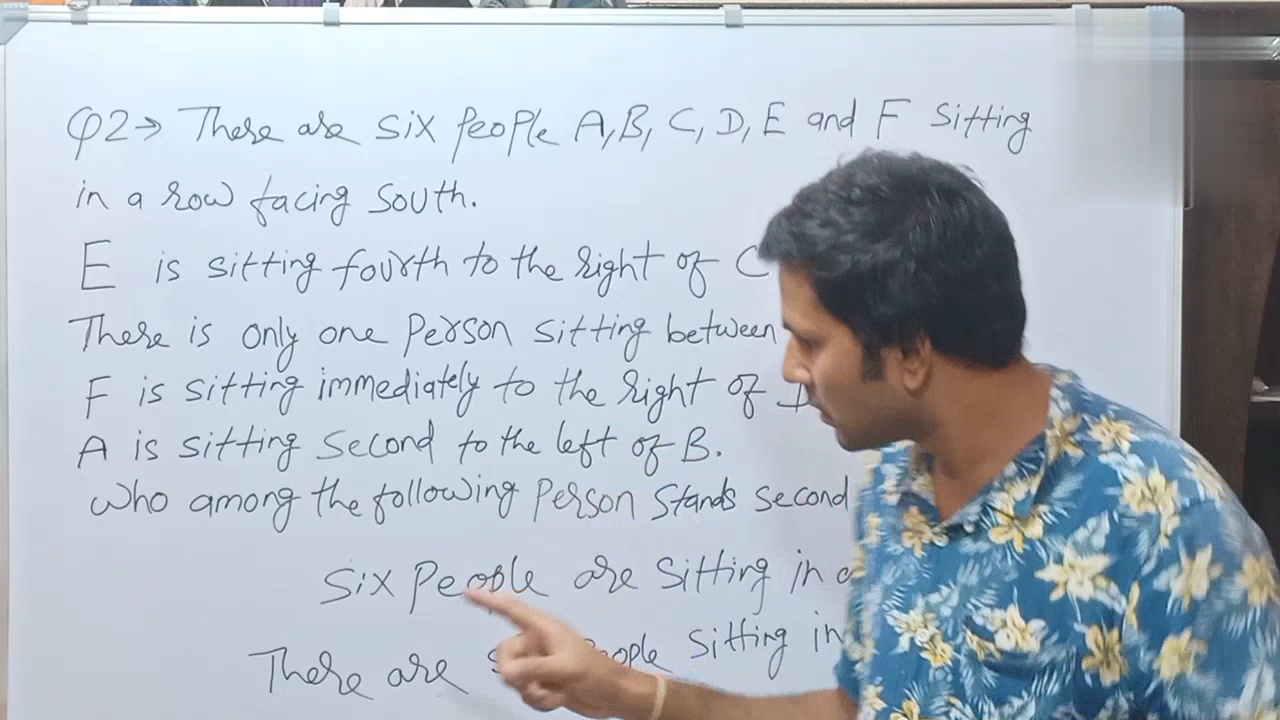 Q2→ There are six people A, B, C, D, E and F sitting
in a row facing South.
E is sitting fourth to the right of C
There is only one person sitting between
F is sitting immediately to the right of D
A is sitting second to the left of B.
Who among the following person stands second
Six people are sitting in a
There are people sitting in